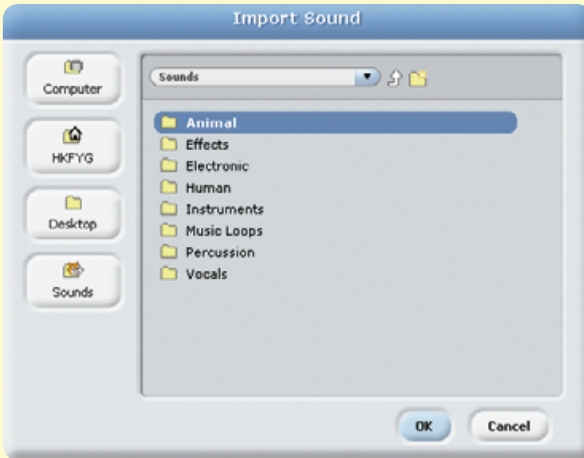 Import Sound
Computer
HKFYG
Desktop
Sounds
Sounds
Animal
Effects
Electronic
Human
Instruments
Music Loops
Percussion
Vocals
OK
Cancel